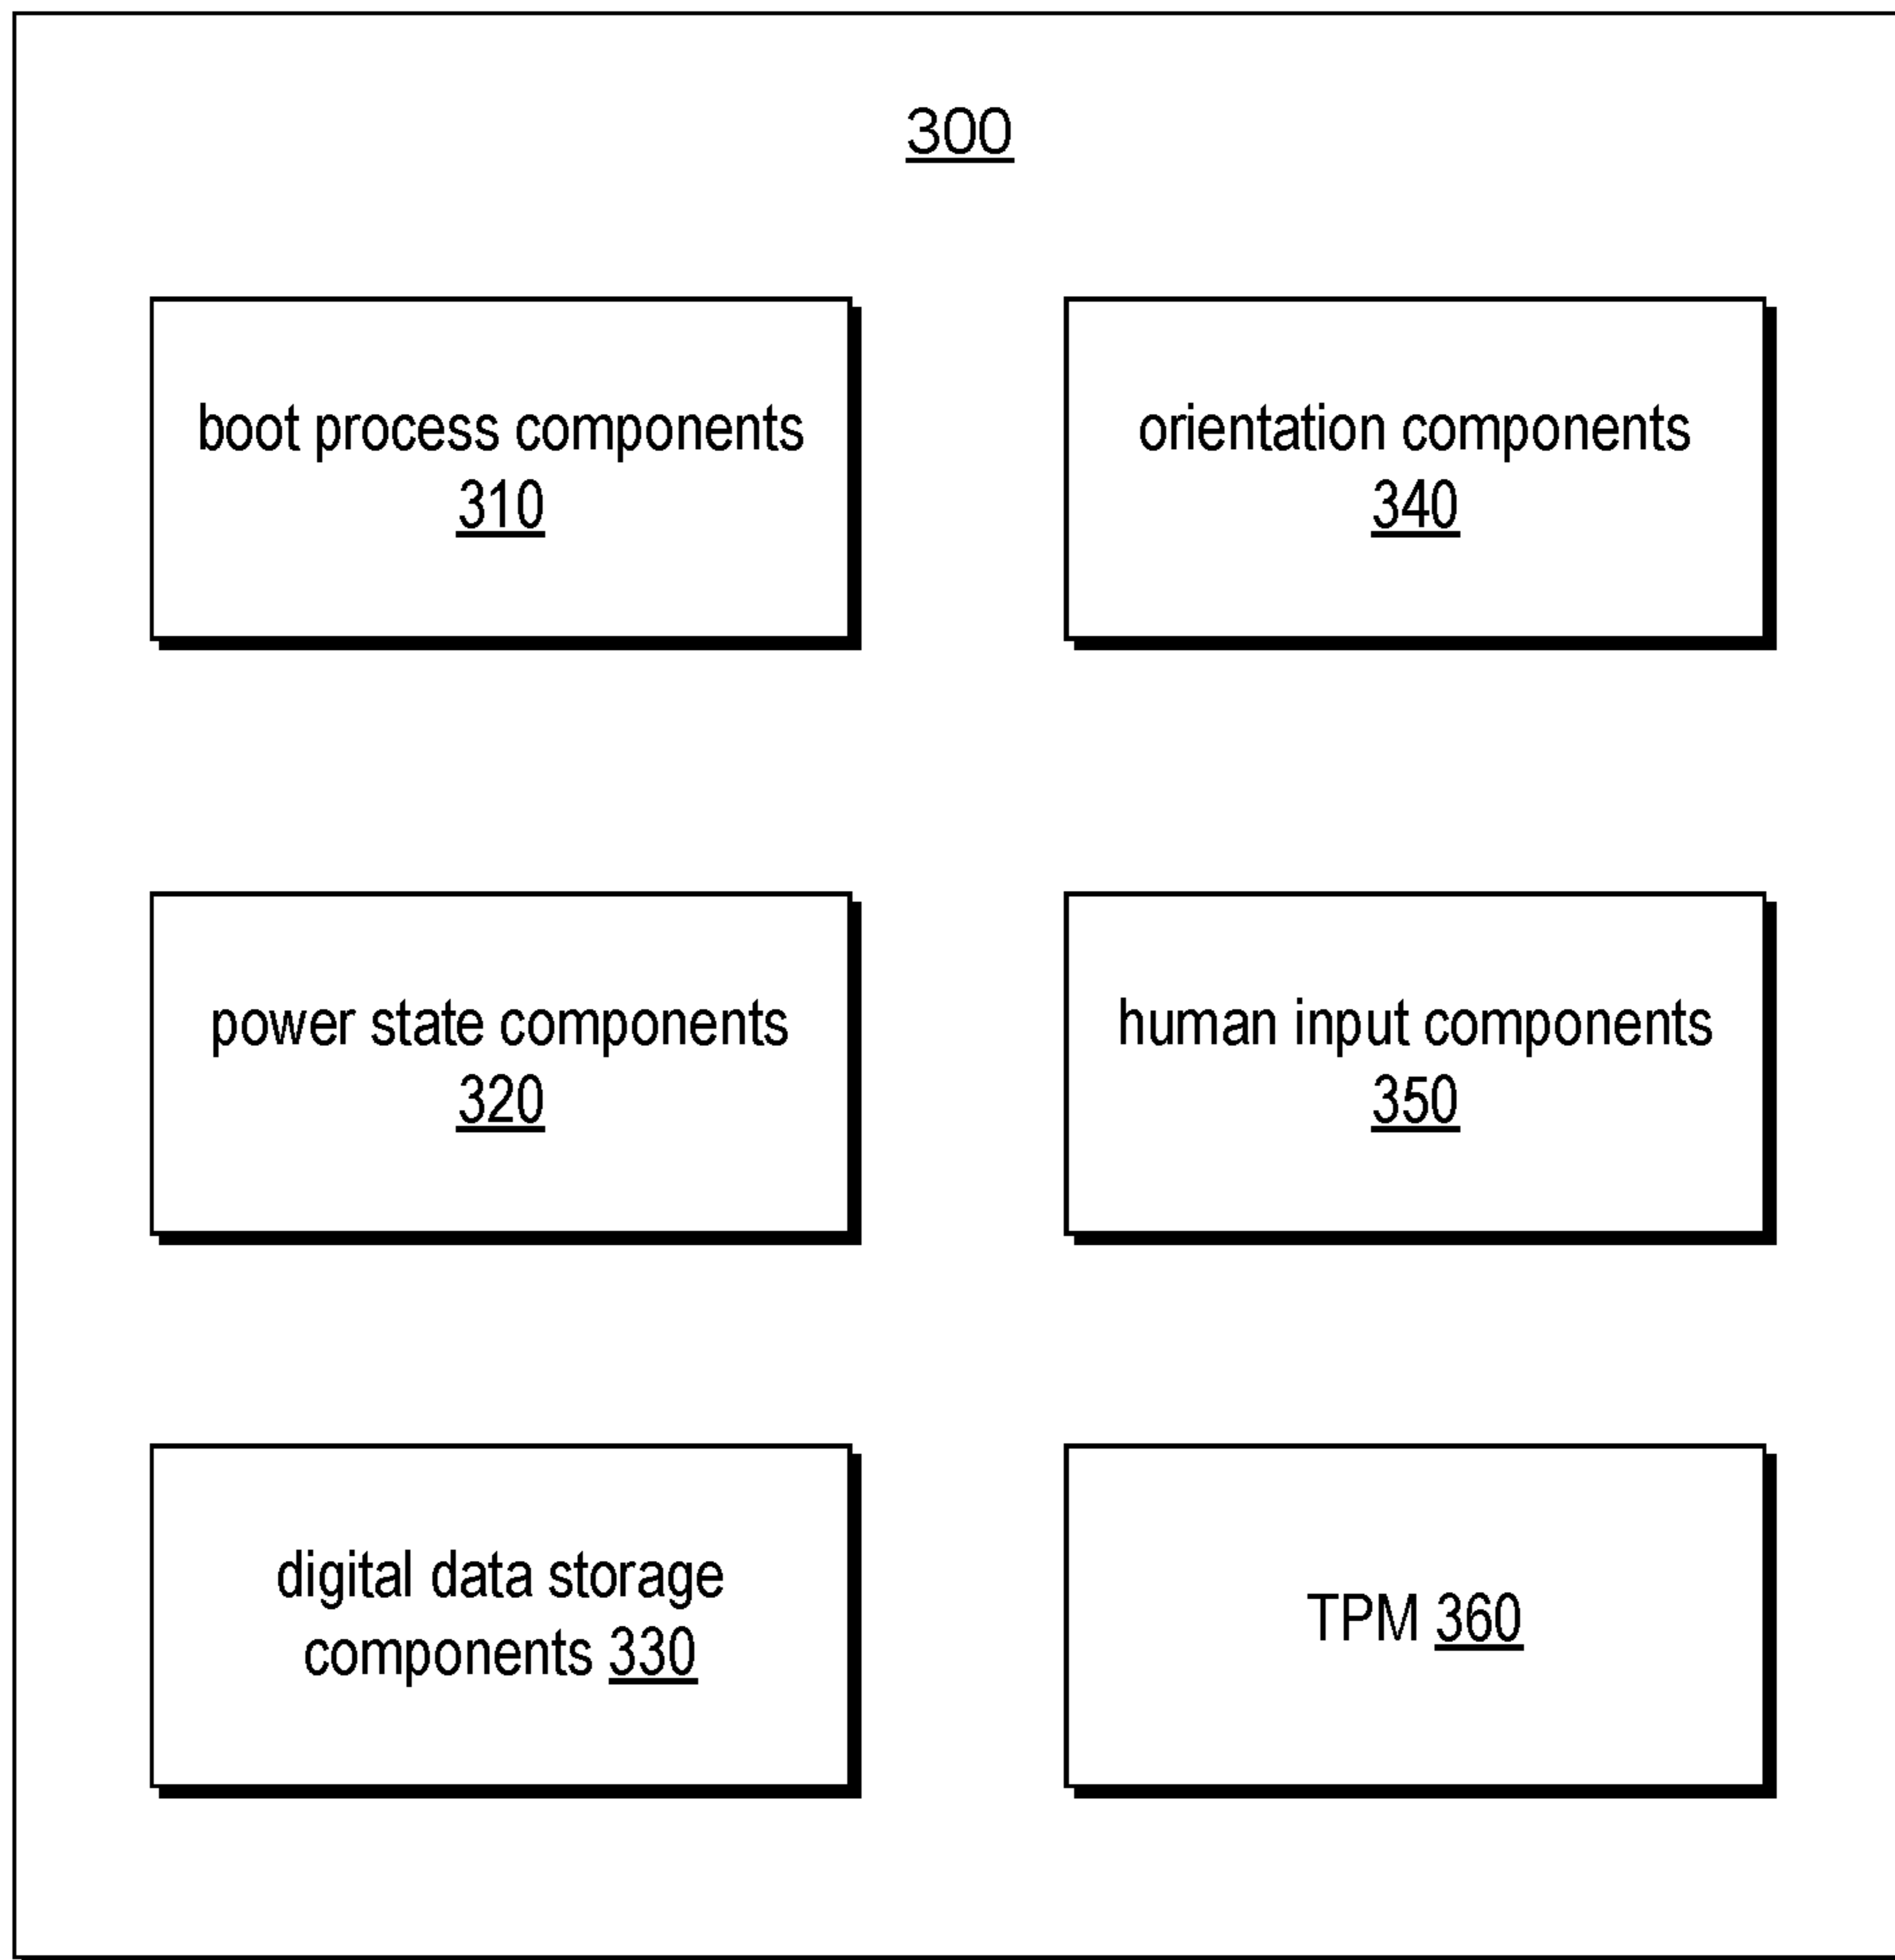 300
boot process components
310
orientation components
340
power state components
320
human input components
350
digital data storage
components 330
TPM 360